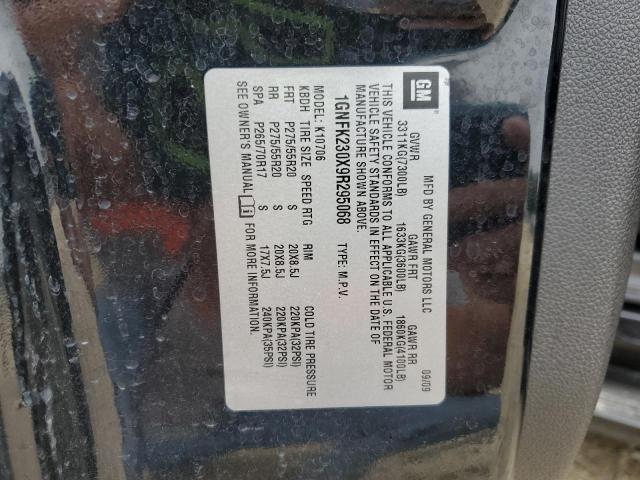 GM
MFD BY GENERAL MOTORS LLC 09/09
GVWR GAWR FRT GAWR RR
3311KG(7300LB) 1633KG(3600LB) 1860KG(4100LB)
THIS VEHICLE CONFORMS TO ALL APPLICABLE U.S. FEDERAL MOTOR
VEHICLE SAFETY STANDARDS IN EFFECT ON THE DATE OF
MANUFACTURE SHOWN ABOVE.
1GNFK230X9R295068 TYPE: M.P.V.
MODEL: K10706
KBDH TIRE SIZE SPEED RTG RIM COLD TIRE PRESSURE
FRT P275/55R20 S 20X8.5J 220KPA(32PSI)
RR P275/55R20 S 20X8.5J 220KPA(32PSI)
SPA P265/70R17 S 17X7.5J 240KPA(35PSI)
SEE OWNER'S MANUAL FOR MORE INFORMATION.